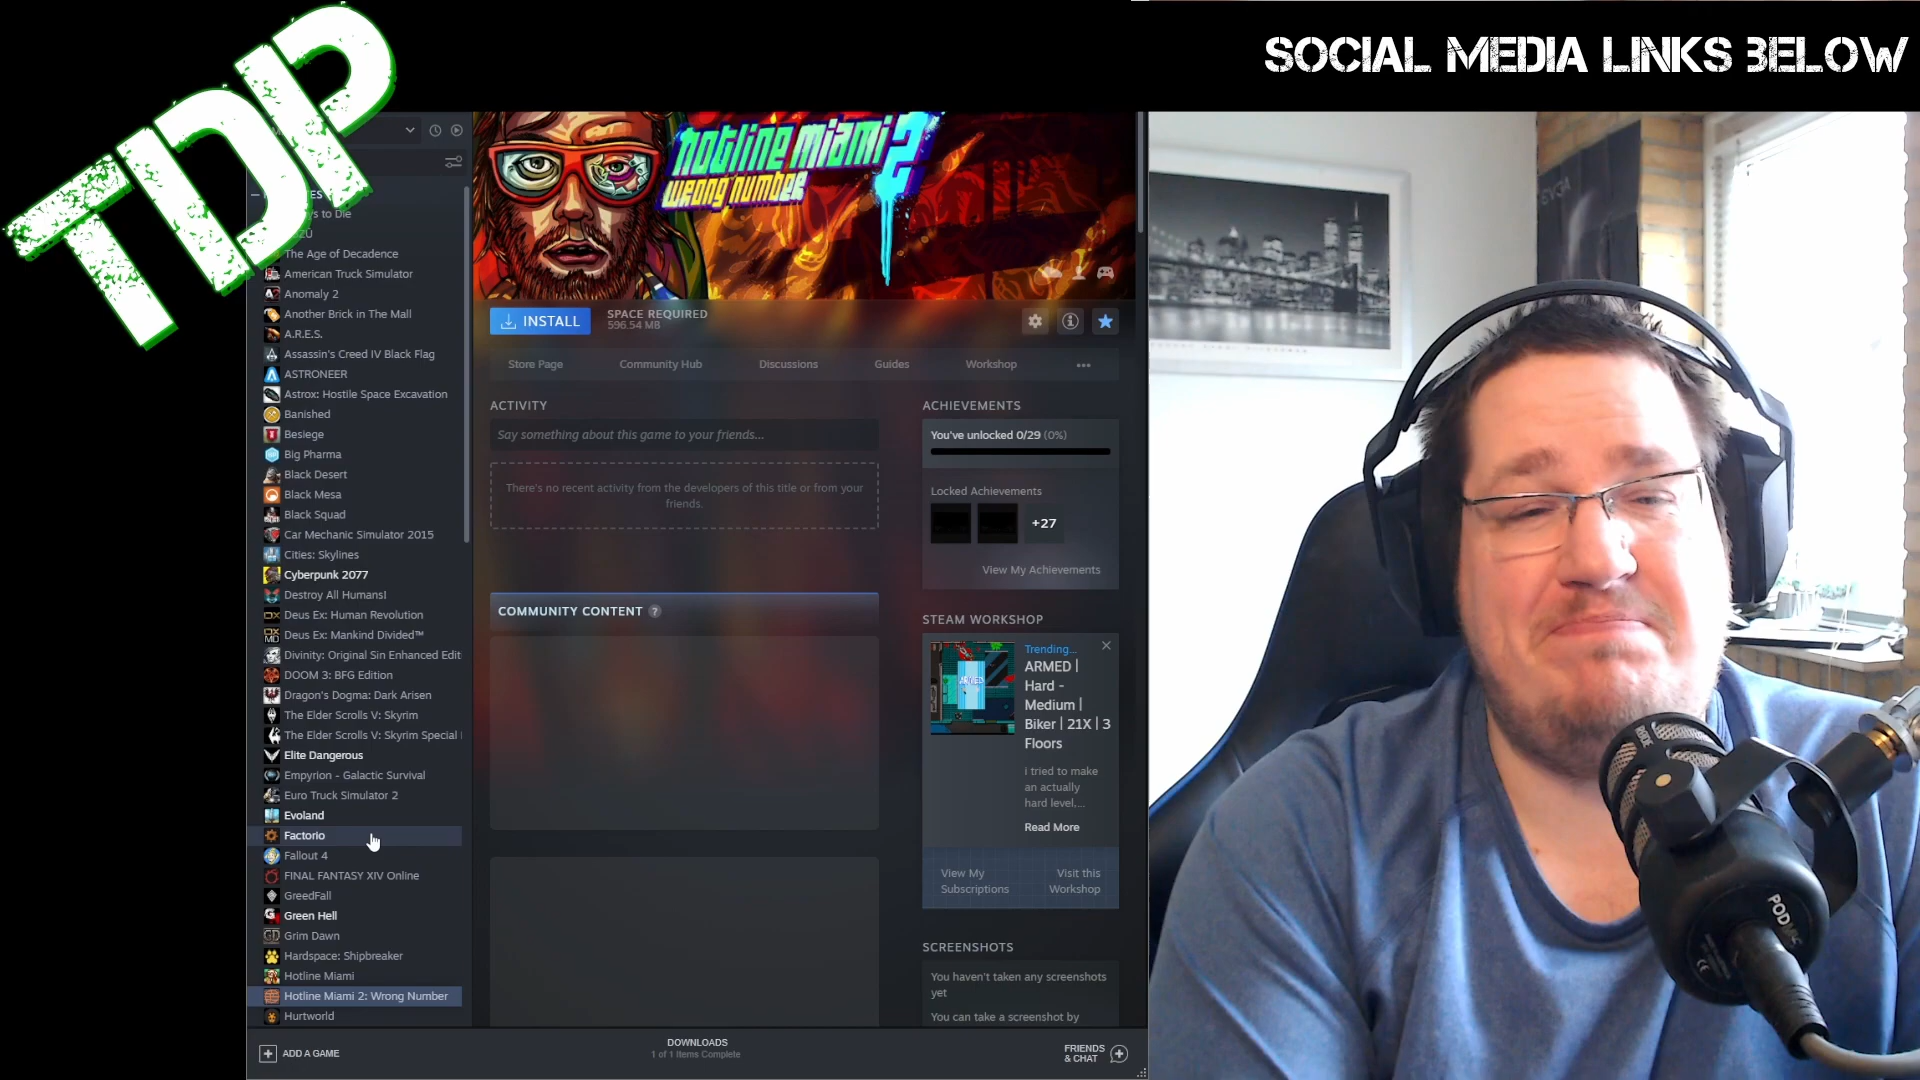 TDP
SOCIAL MEDIA LINKS BELOW
hotline miami 2
wrong number
ys to Die
The Age of Decadence
American Truck Simulator
Anomaly 2
Another Brick in The Mall
A.R.E.S.
Assassin's Creed IV Black Flag
ASTRONEER
Astrox: Hostile Space Excavation
Banished
Besiege
Big Pharma
Black Desert
Black Mesa
Black Squad
Car Mechanic Simulator 2015
Cities: Skylines
Cyberpunk 2077
Destroy All Humans!
Deus Ex: Human Revolution
Deus Ex: Mankind Divided™
Divinity: Original Sin Enhanced Edit
DOOM 3: BFG Edition
Dragon's Dogma: Dark Arisen
The Elder Scrolls V: Skyrim
The Elder Scrolls V: Skyrim Special
Elite Dangerous
Empyrion - Galactic Survival
Euro Truck Simulator 2
Evoland
Factorio
Fallout 4
FINAL FANTASY XIV Online
GreedFall
Green Hell
Grim Dawn
Hardspace: Shipbreaker
Hotline Miami
Hotline Miami 2: Wrong Number
Hurtworld
INSTALL
SPACE REQUIRED
596.54 MB
Store Page Community Hub Discussions Guides Workshop
ACTIVITY
Say something about this game to your friends...
There's no recent activity from the developers of this title or from your
friends.
COMMUNITY CONTENT ?
ACHIEVEMENTS
You've unlocked 0/29 (0%)
Locked Achievements
+27
View My Achievements
STEAM WORKSHOP
Trending...
ARMED |
Hard -
Medium |
Biker | 21X | 3
Floors
i tried to make
an actually
hard level,...
Read More
View My
Subscriptions
Visit this
Workshop
SCREENSHOTS
You haven't taken any screenshots
yet
You can take a screenshot by
ADD A GAME
DOWNLOADS
1 of 1 Items Complete
FRIENDS
& CHAT
EVGA
RØDE